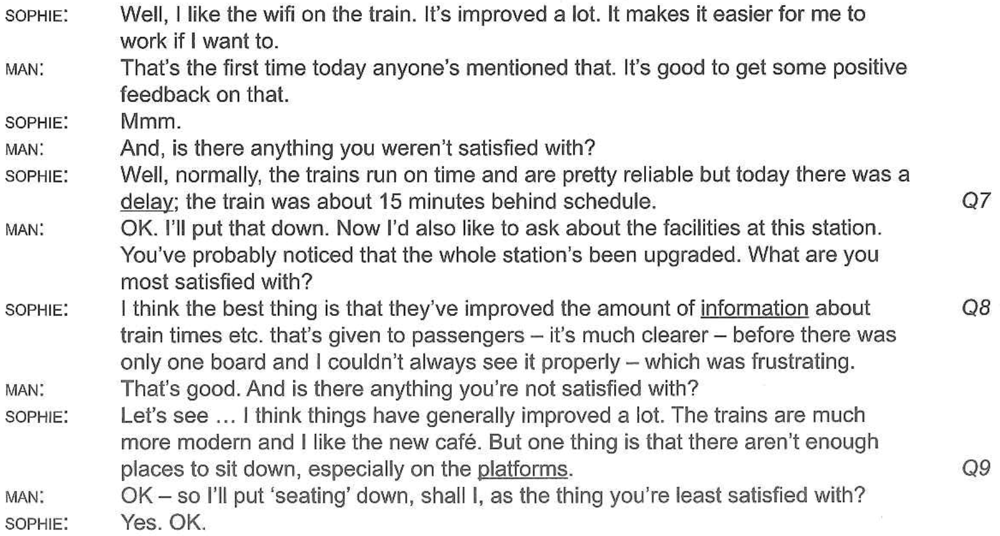 SOPHIE: Well, I like the wifi on the train. It's improved a lot. It makes it easier for me to
work if I want to.
MAN: That's the first time today anyone's mentioned that. It's good to get some positive
feedback on that.
SOPHIE: Mmm.
MAN: And, is there anything you weren't satisfied with?
SOPHIE: Well, normally, the trains run on time and are pretty reliable but today there was a
delay; the train was about 15 minutes behind schedule. Q7
MAN: OK. I'll put that down. Now I'd also like to ask about the facilities at this station.
You've probably noticed that the whole station's been upgraded. What are you
most satisfied with?
SOPHIE: I think the best thing is that they've improved the amount of information about Q8
train times etc. that's given to passengers – it's much clearer – before there was
only one board and I couldn't always see it properly – which was frustrating.
MAN: That's good. And is there anything you're not satisfied with?
SOPHIE: Let's see ... I think things have generally improved a lot. The trains are much
more modern and I like the new café. But one thing is that there aren't enough
places to sit down, especially on the platforms. Q9
MAN: OK – so I'll put 'seating' down, shall I, as the thing you're least satisfied with?
SOPHIE: Yes. OK.